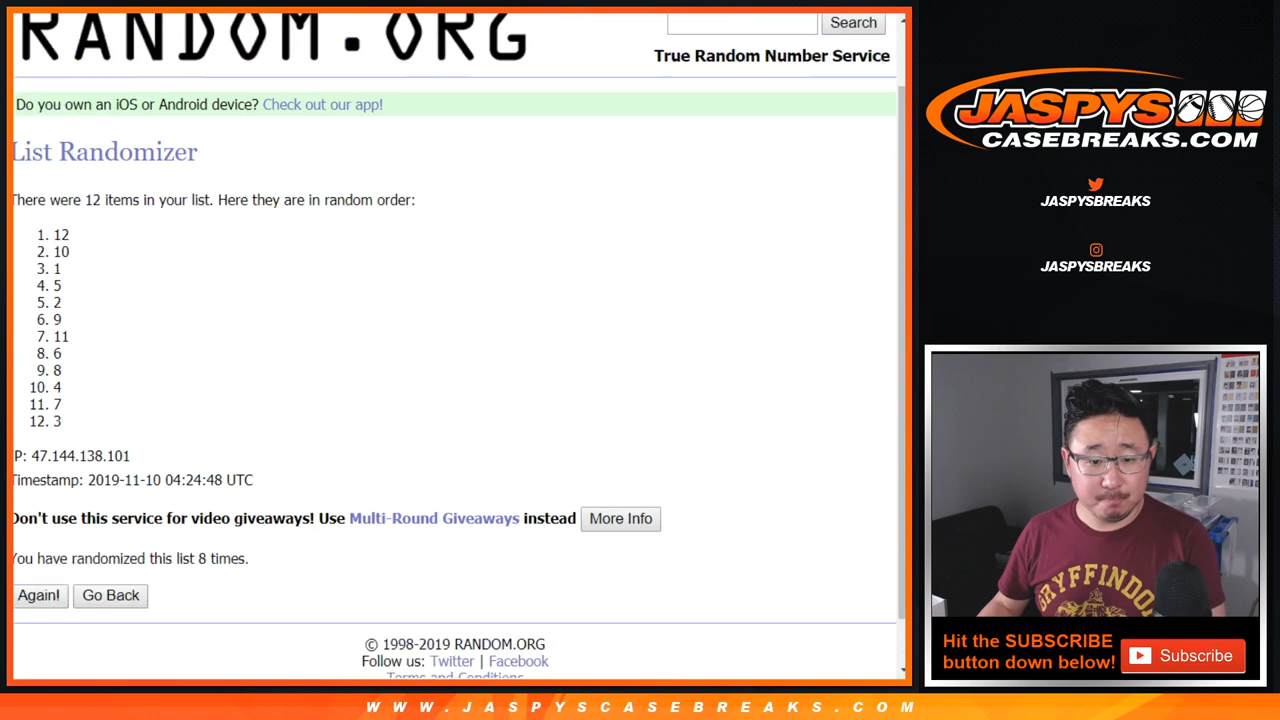 RANDOM.ORG
Search
True Random Number Service
Do you own an iOS or Android device? Check out our app!
List Randomizer
There were 12 items in your list. Here they are in random order:
1. 12
2. 10
3. 1
4. 5
5. 2
6. 9
7. 11
8. 6
9. 8
10. 4
11. 7
12. 3
IP: 47.144.138.101
Timestamp: 2019-11-10 04:24:48 UTC
Don't use this service for video giveaways! Use Multi-Round Giveaways instead More Info
You have randomized this list 8 times.
Again! Go Back
© 1998-2019 RANDOM.ORG
Follow us: Twitter | Facebook
Terms and Conditions
JASPYS
CASEBREAKS.COM
JASPYSBREAKS
JASPYSBREAKS
GRYFFINDOR
Hit the SUBSCRIBE
button down below!
Subscribe
WWW.JASPYSCASEBREAKS.COM